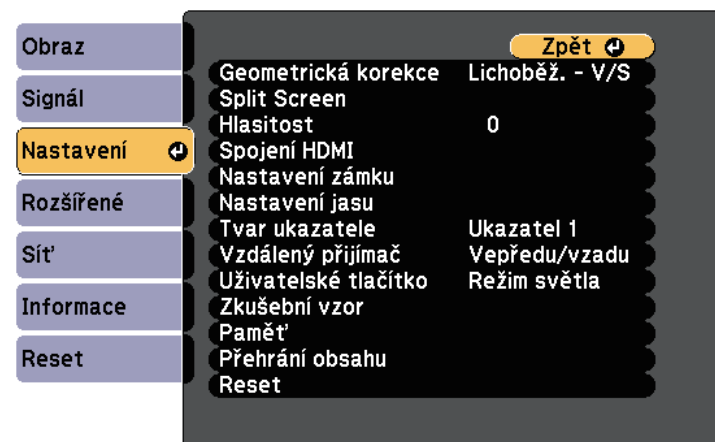 Obraz
Signál
Nastavení
Rozšířené
Síť
Informace
Reset
Zpět
Geometrická korekce Lichoběž. - V/S
Split Screen
Hlasitost 0
Spojení HDMI
Nastavení zámku
Nastavení jasu
Tvar ukazatele Ukazatel 1
Vzdálený přijímač Vepředu/vzadu
Uživatelské tlačítko Režim světla
Zkušební vzor
Paměť
Přehrání obsahu
Reset